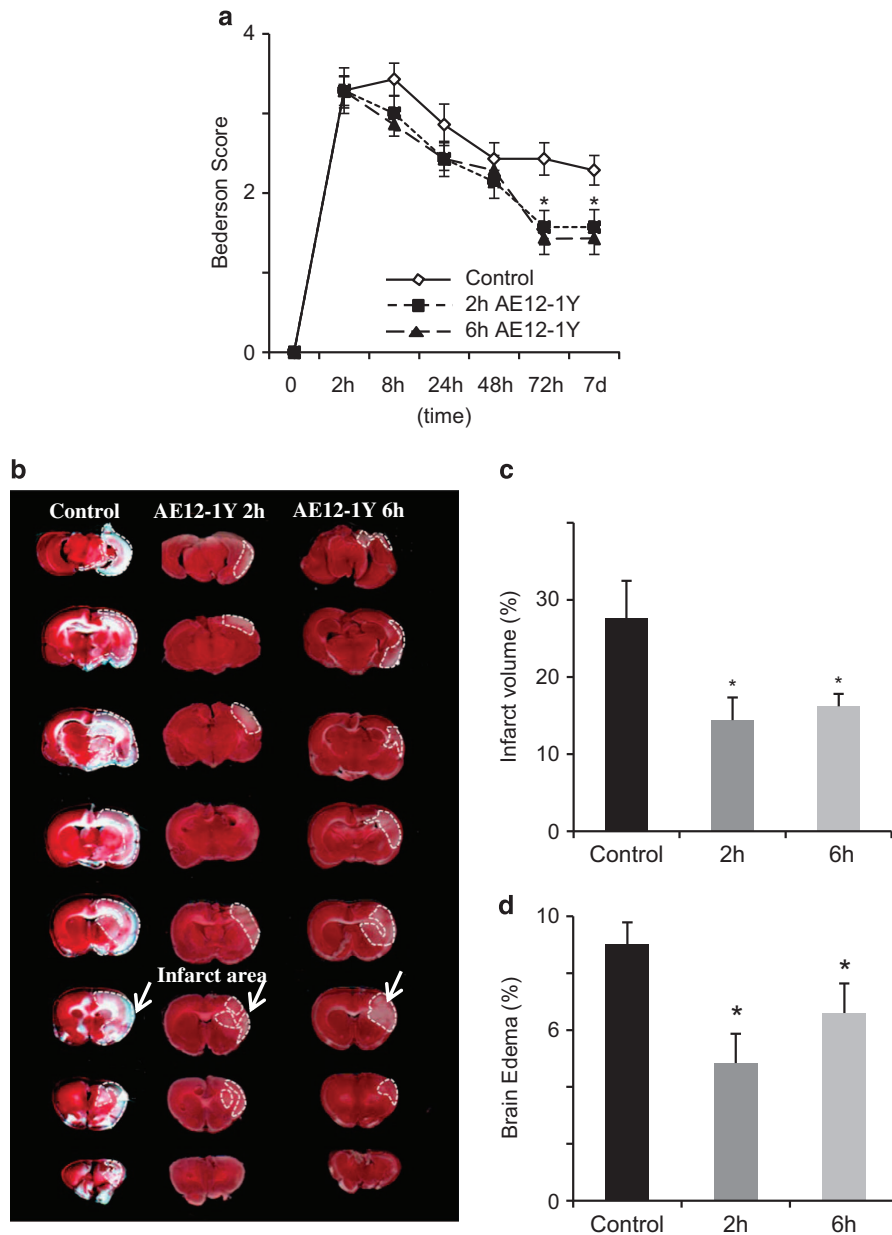 a
4
2
0
Bederson Score
Control
2h AE12-1Y
6h AE12-1Y
0 2h 8h 24h 48h 72h 7d
(time)
* *
b
Control AE12-1Y 2h AE12-1Y 6h
Infarct area
c
Infarct volume (%)
30
20
10
0
* *
Control 2h 6h
d
Brain Edema (%)
10
6
2
0
* *
Control 2h 6h